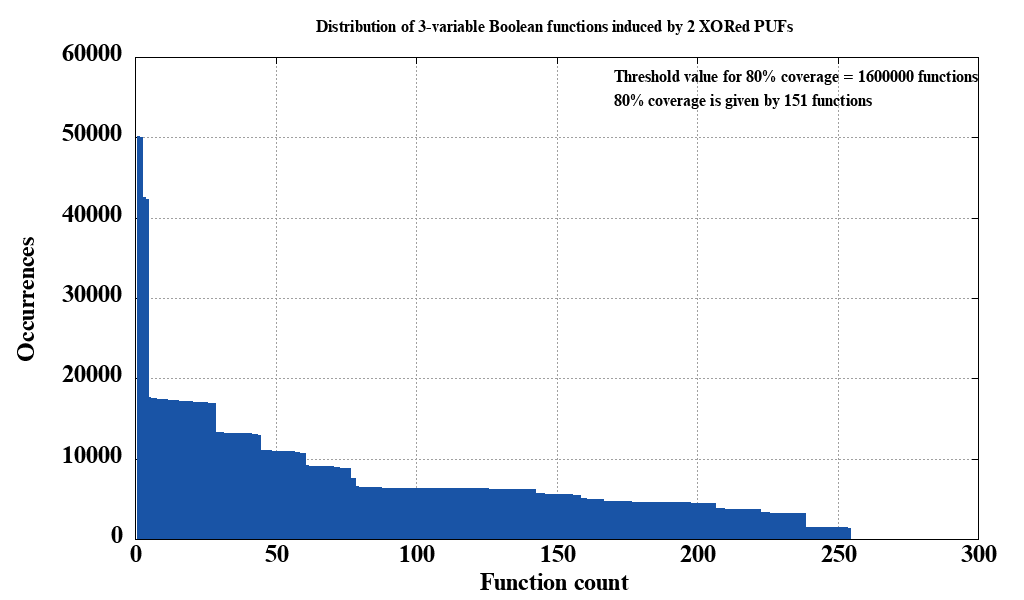 Distribution of 3-variable Boolean functions induced by 2 XORed PUFs
Threshold value for 80% coverage = 1600000 functions
80% coverage is given by 151 functions
60000
50000
40000
30000
20000
10000
0
Occurrences
0 50 100 150 200 250 300
Function count